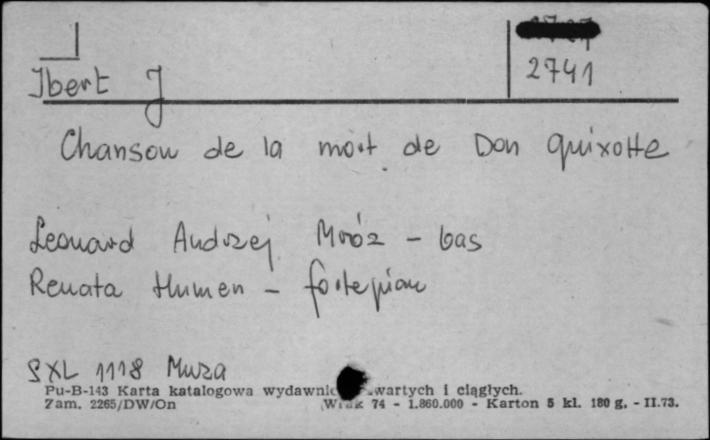 Ibert J
2741
Chanson de la mort de Don Quixotte
Leonard Andrzej Mróz - bas
Renata Humen - fortepian
SXL 1118 Muza
Pu-B-143 Karta katalogowa wydawnic wartych i ciągłych.
Zam. 2265/DW/On 74 - 1.860.000 - Karton 5 kl. 180 g. - II.73.